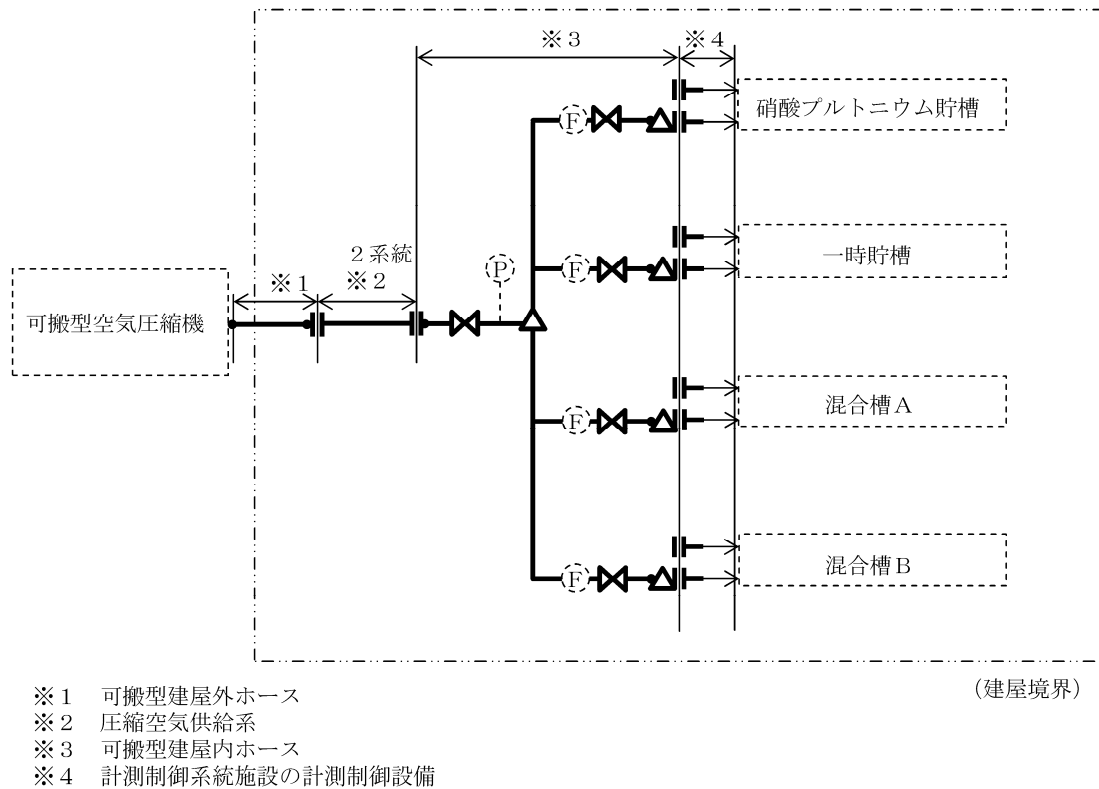 ※３
※４
硝酸プルトニウム貯槽
F
２系統
※１
※２
P
F
一時貯槽
可搬型空気圧縮機
F
混合槽Ａ
F
混合槽Ｂ
（建屋境界）
※１　可搬型建屋外ホース
※２　圧縮空気供給系
※３　可搬型建屋内ホース
※４　計測制御系統施設の計測制御設備